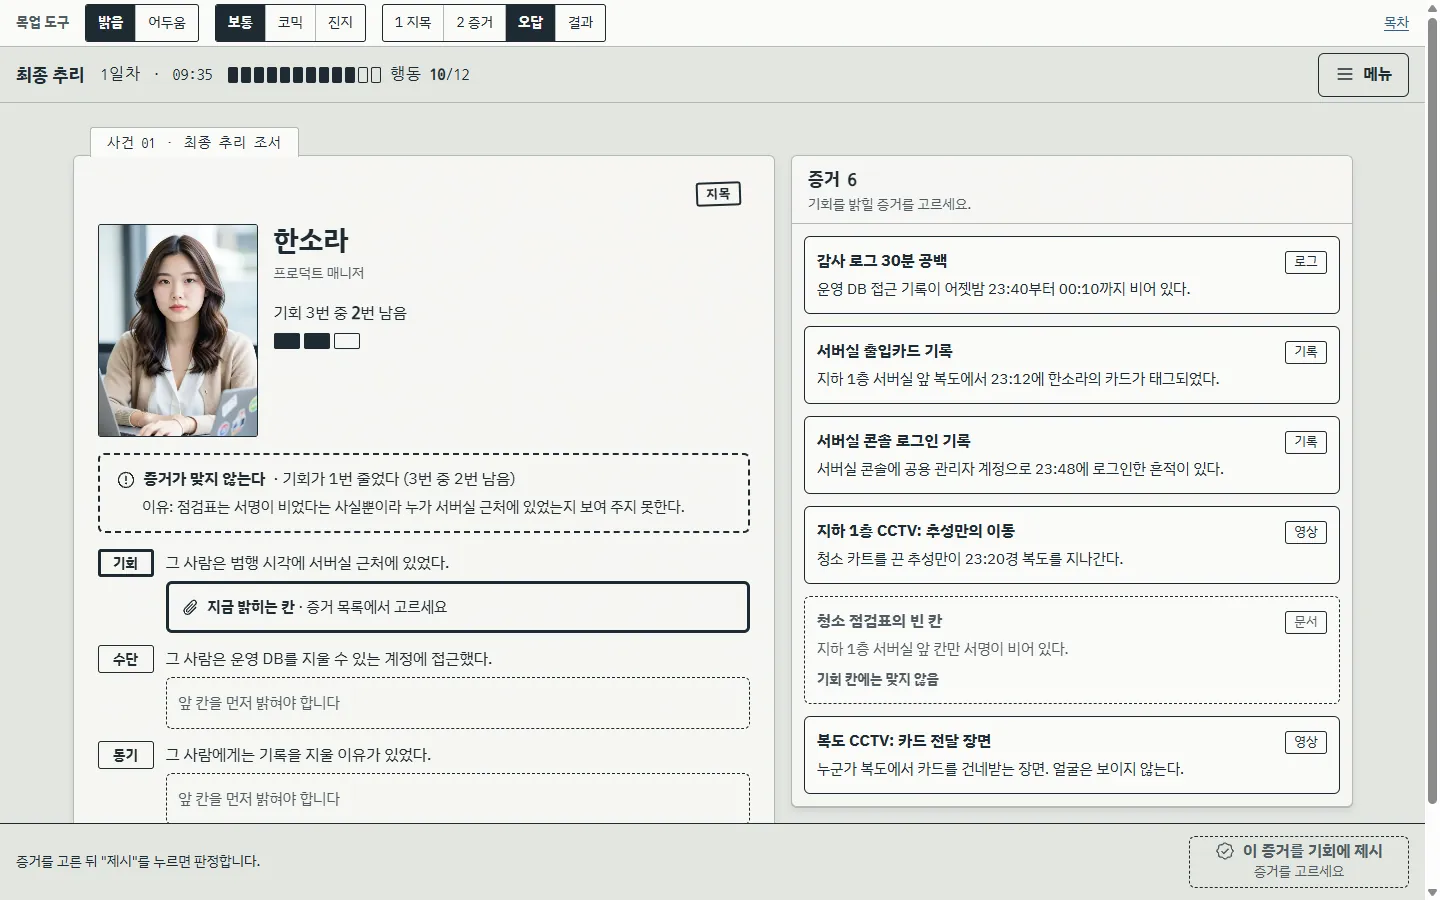 목업 도구
밝음
어두움
보통
코믹
진지
1 지목
2 증거
오답
결과
목차
최종 추리
1일차 · 09:35
행동 10/12
메뉴
사건 01 · 최종 추리 조서
지목
한소라
프로덕트 매니저
기회 3번 중 2번 남음
증거가 맞지 않는다 · 기회가 1번 줄었다 (3번 중 2번 남음)
이유: 점검표는 서명이 비었다는 사실뿐이라 누가 서버실 근처에 있었는지 보여 주지 못한다.
기회
그 사람은 범행 시각에 서버실 근처에 있었다.
지금 밝히는 칸 · 증거 목록에서 고르세요
수단
그 사람은 운영 DB를 지울 수 있는 계정에 접근했다.
앞 칸을 먼저 밝혀야 합니다
동기
그 사람에게는 기록을 지울 이유가 있었다.
앞 칸을 먼저 밝혀야 합니다
증거 6
기회를 밝힐 증거를 고르세요.
감사 로그 30분 공백
로그
운영 DB 접근 기록이 어젯밤 23:40부터 00:10까지 비어 있다.
서버실 출입카드 기록
기록
지하 1층 서버실 앞 복도에서 23:12에 한소라의 카드가 태그되었다.
서버실 콘솔 로그인 기록
기록
서버실 콘솔에 공용 관리자 계정으로 23:48에 로그인한 흔적이 있다.
지하 1층 CCTV: 추성만의 이동
영상
청소 카트를 끈 추성만이 23:20경 복도를 지나간다.
청소 점검표의 빈 칸
문서
지하 1층 서버실 앞 칸만 서명이 비어 있다.
기회 칸에는 맞지 않음
복도 CCTV: 카드 전달 장면
영상
누군가 복도에서 카드를 건네받는 장면. 얼굴은 보이지 않는다.
증거를 고른 뒤 "제시"를 누르면 판정합니다.
이 증거를 기회에 제시
증거를 고르세요